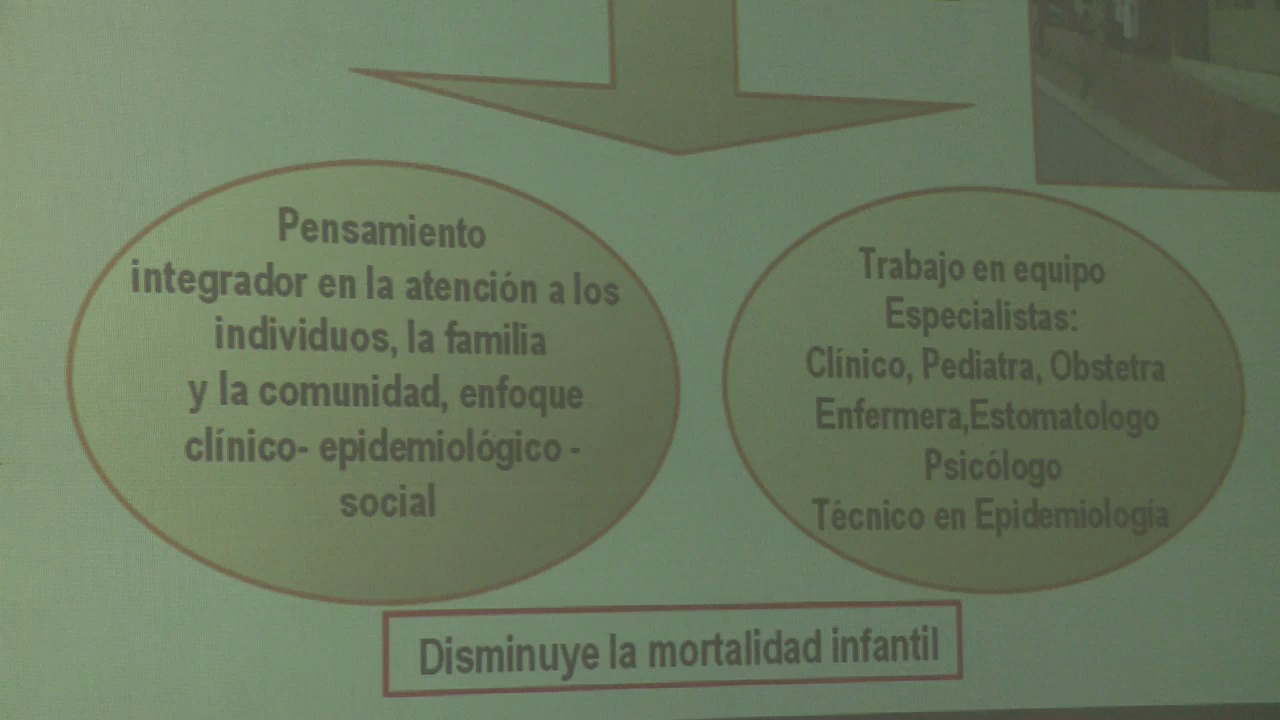 Pensamiento
integrador en la atención a los
individuos, la familia
y la comunidad, enfoque
clínico- epidemiológico -
social
Trabajo en equipo
Especialistas:
Clínico, Pediatra, Obstetra
Enfermera,Estomatologo
Psicólogo
Técnico en Epidemiología
Disminuye la mortalidad infantil